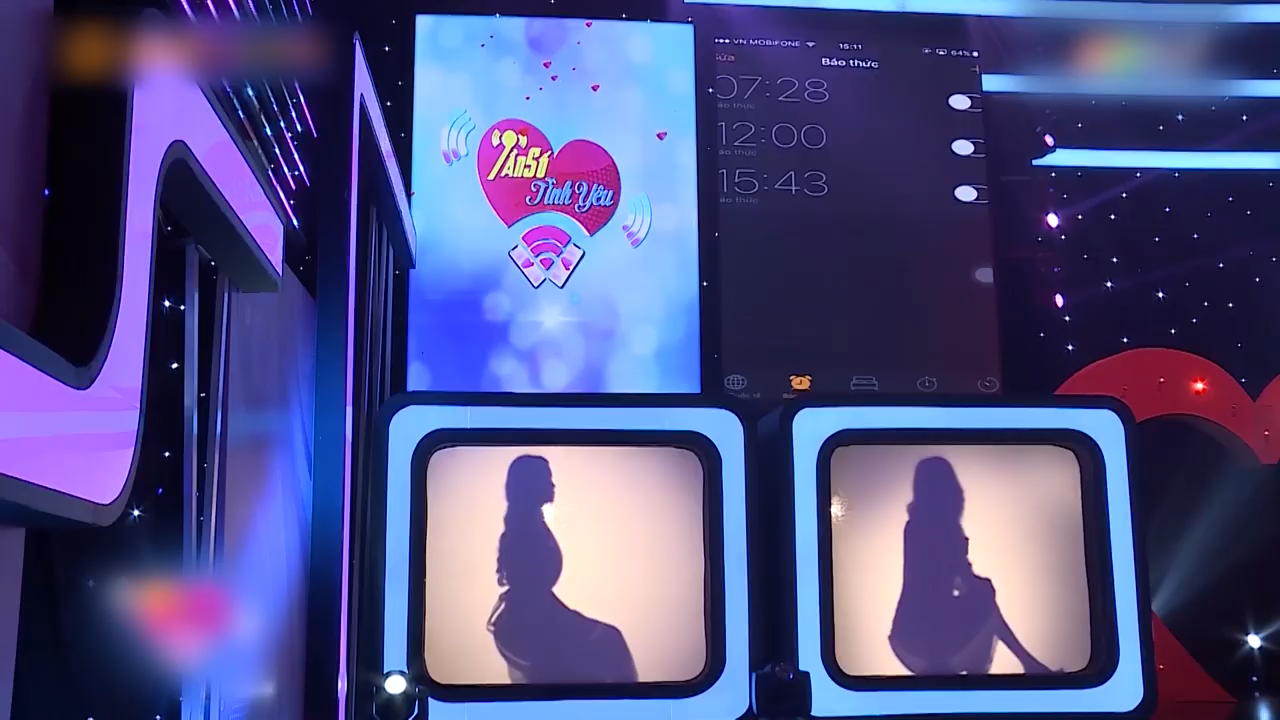 Tần Số
Tình Yêu
VN MOBIFONE
15:11
64%
Sửa
Báo thức
07:28
Báo thức
12:00
Báo thức
15:43
Báo thức